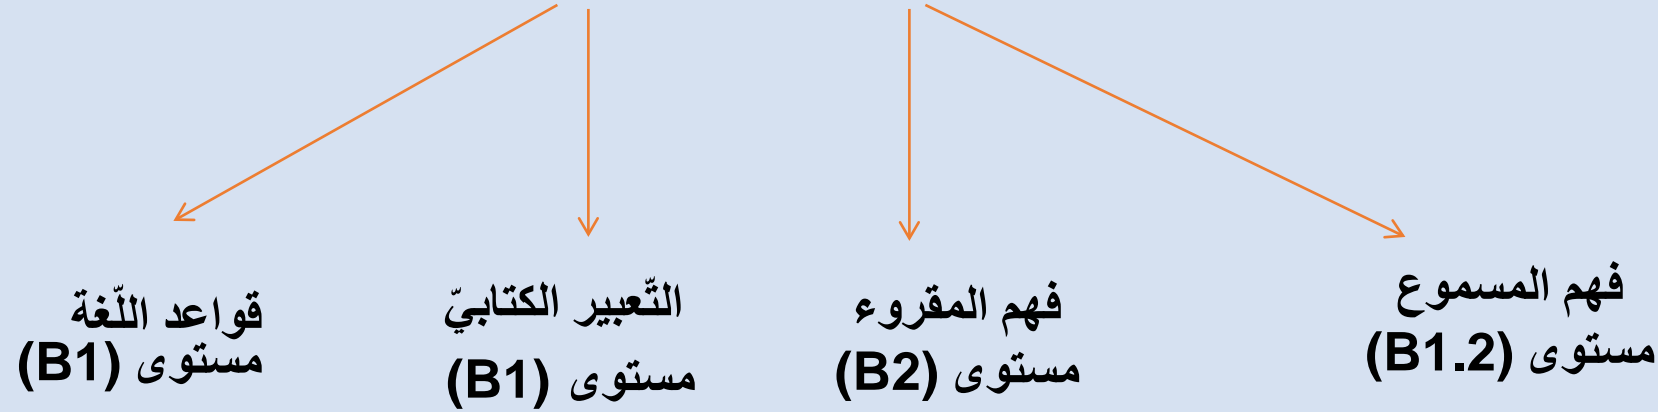 فهم المسموع
مستوى (B1.2)
فهم المقروء
مستوى (B2)
التّعبير الكتابيّ
مستوى (B1)
قواعد اللّغة
مستوى (B1)